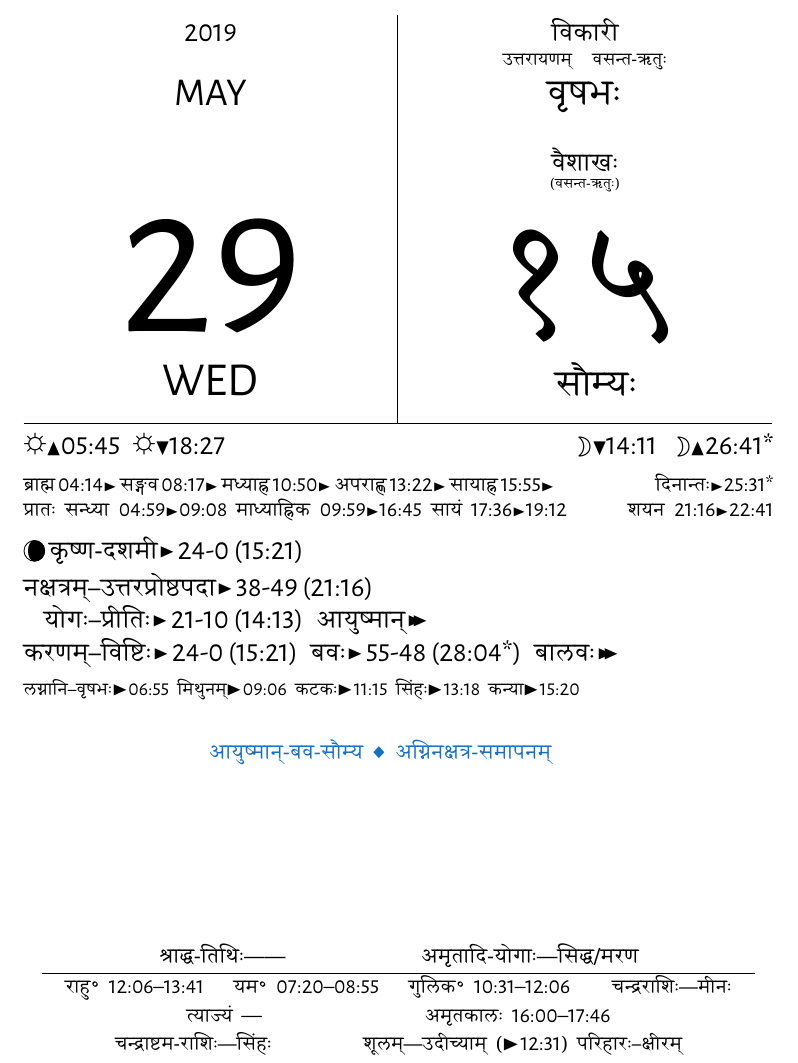 2019
MAY
29
WED
विकारी
उत्तरायणम् वसन्त-ऋतुः
वृषभः
वैशाखः
(वसन्त-ऋतुः)
१५
सौम्यः
☼▲05:45 ☼▼18:27 ☽▼14:11 ☽▲26:41*
ब्राह्म 04:14► सङ्गव 08:17► मध्याह्न 10:50► अपराह्ण 13:22► सायाह्न 15:55► दिनान्तः►25:31*
प्रातः सन्ध्या 04:59►09:08 माध्याह्निक 09:59►16:45 सायं 17:36►19:12 शयन 21:16►22:41
कृष्ण-दशमी►24-0 (15:21)
नक्षत्रम्–उत्तरप्रोष्ठपदा►38-49 (21:16)
योगः–प्रीतिः►21-10 (14:13) आयुष्मान्►►
करणम्–विष्टिः►24-0 (15:21) बवः►55-48 (28:04*) बालवः►►
लग्नानि–वृषभः►06:55 मिथुनम्►09:06 कटकः►11:15 सिंहः►13:18 कन्या►15:20
आयुष्मान्-बव-सौम्य ◆ अग्निनक्षत्र-समापनम्
श्राद्ध-तिथिः—— अमृतादि-योगाः—सिद्ध/मरण
राहु॰ 12:06–13:41 यम॰ 07:20–08:55 गुलिक॰ 10:31–12:06 चन्द्रराशिः—मीनः
त्याज्यं — अमृतकालः 16:00–17:46
चन्द्राष्टम-राशिः—सिंहः शूलम्—उदीच्याम् (►12:31) परिहारः–क्षीरम्